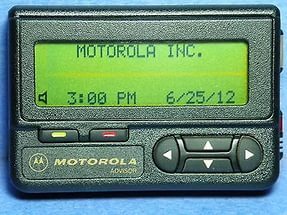 MOTOROLA INC.
3:00 PM 6/25/12
MOTOROLA
ADVISOR